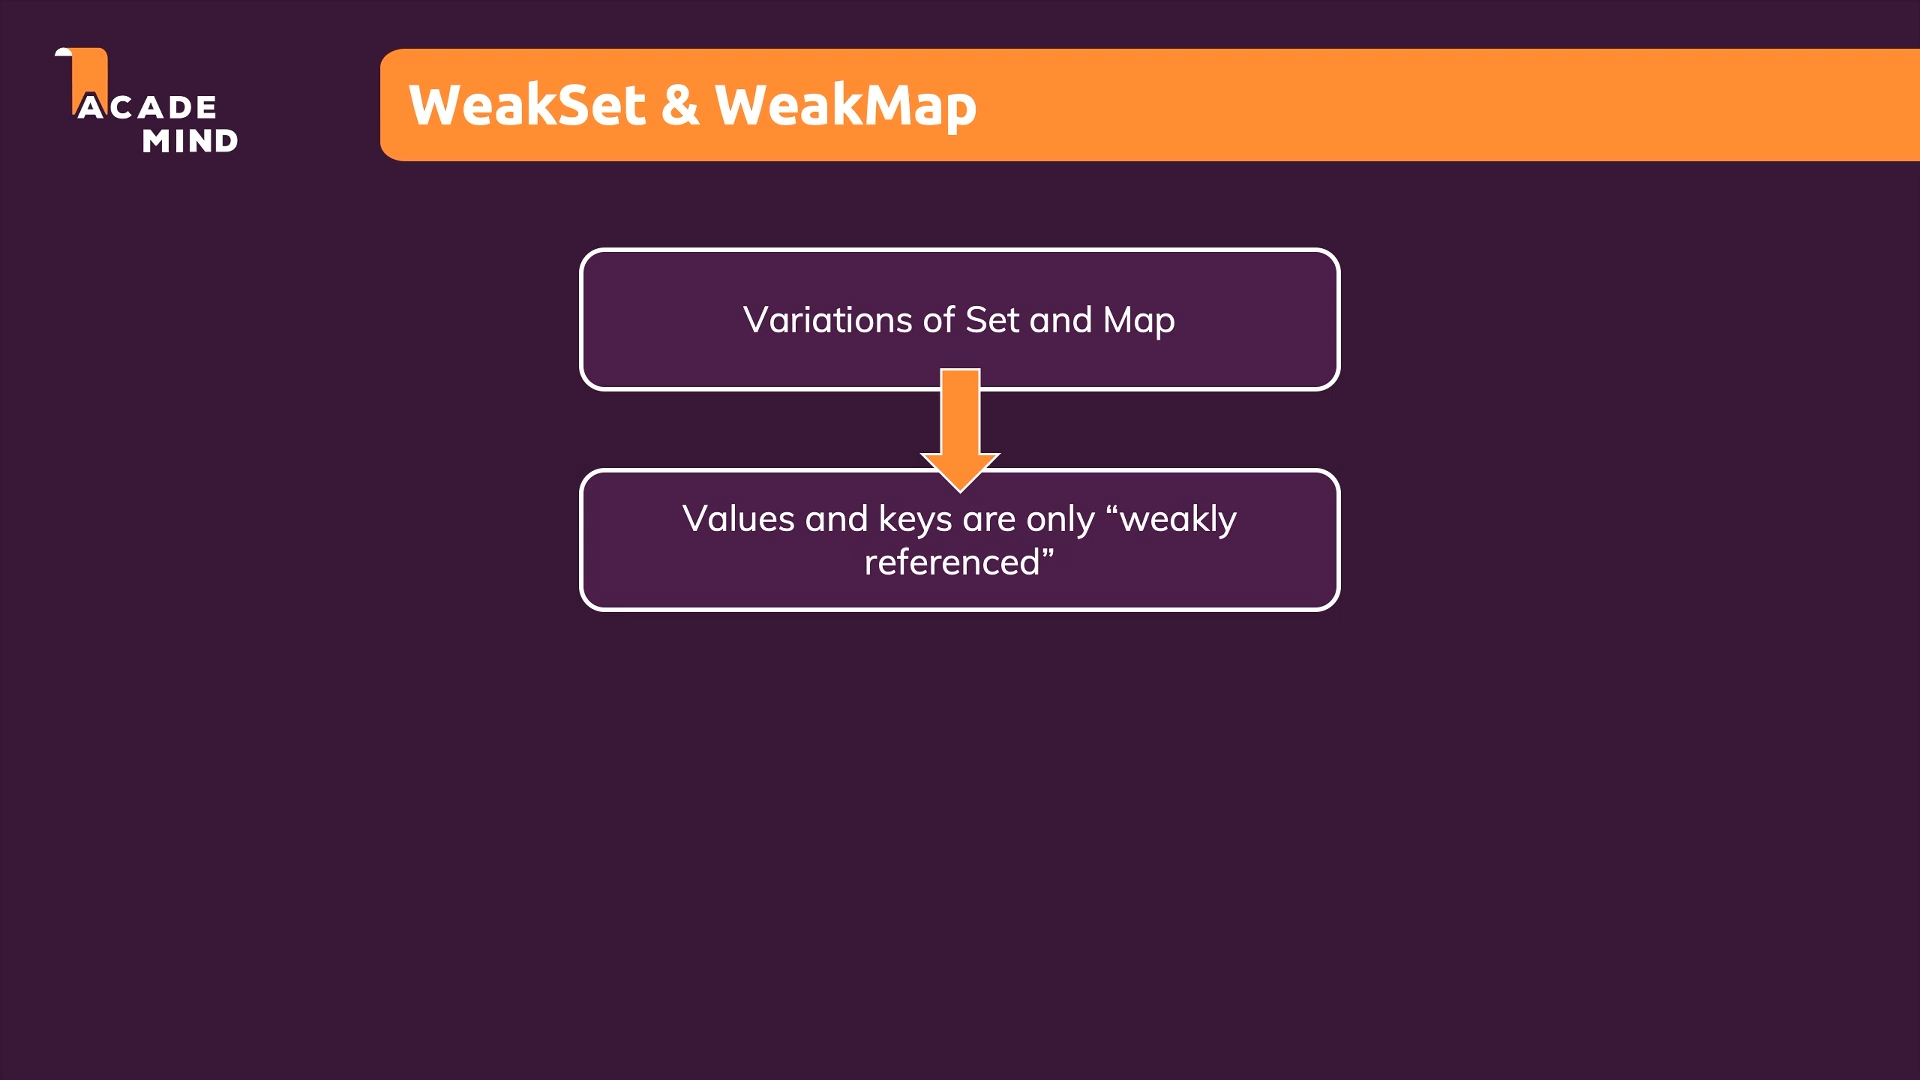 ACADE
MIND
WeakSet & WeakMap
Variations of Set and Map
Values and keys are only “weakly
referenced”